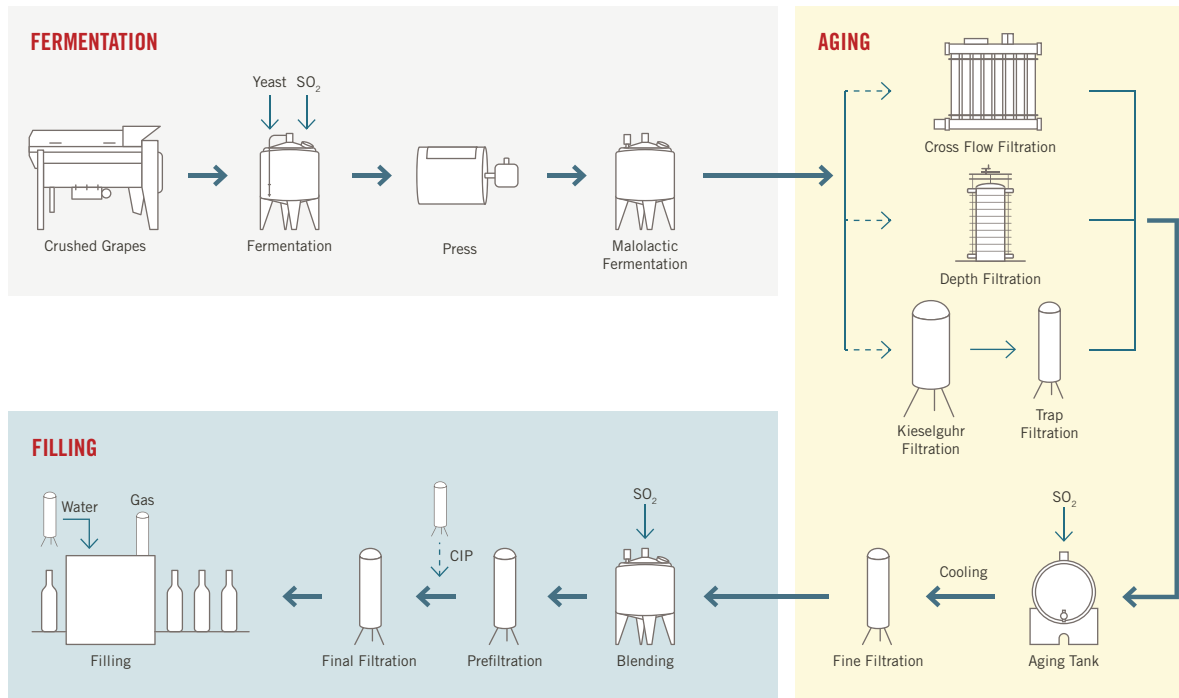 FERMENTATION
Yeast SO₂
Crushed Grapes
Fermentation
Press
Malolactic
Fermentation
AGING
Cross Flow Filtration
Depth Filtration
Kieselguhr
Filtration
Trap
Filtration
SO₂
Cooling
Fine Filtration
Aging Tank
FILLING
Water
Gas
CIP
SO₂
Filling
Final Filtration
Prefiltration
Blending